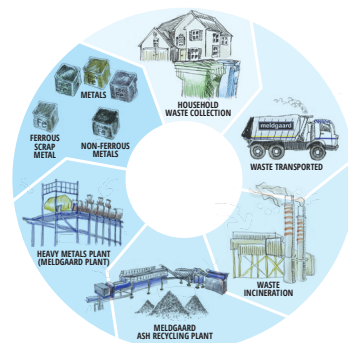 HOUSEHOLD
WASTE COLLECTION
meldgaard
WASTE TRANSPORTED
WASTE
INCINERATION
MELDGAARD
ASH RECYCLING PLANT
HEAVY METALS PLANT
(MELDGAARD PLANT)
FERROUS
SCRAP
METAL
NON-FERROUS
METALS
METALS